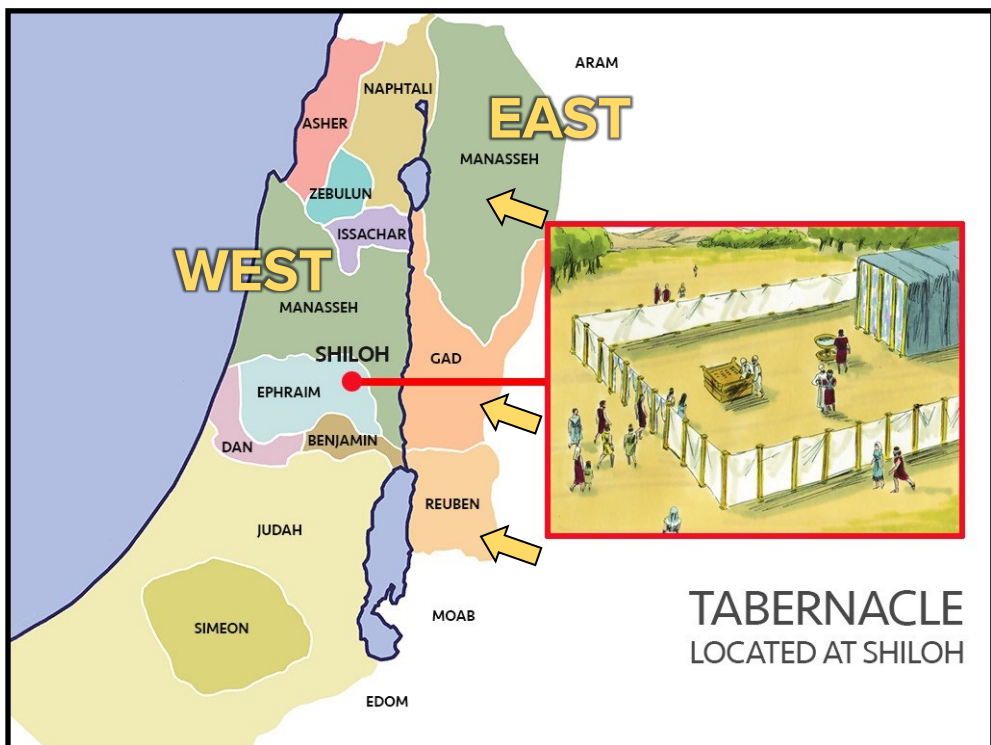 ARAM
NAPHTALI
EAST
ASHER
MANASSEH
ZEBULUN
ISSACHAR
WEST
MANASSEH
SHILOH
GAD
EPHRAIM
DAN
BENJAMIN
REUBEN
JUDAH
TABERNACLE
LOCATED AT SHILOH
MOAB
SIMEON
EDOM